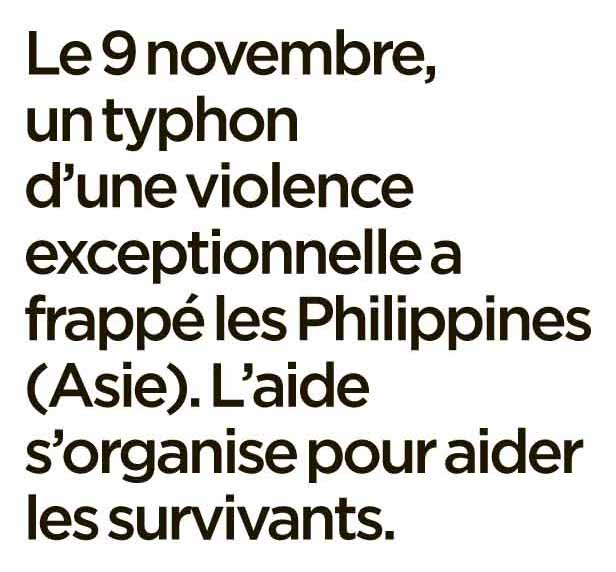 Le 9 novembre,
un typhon
d’une violence
exceptionnelle a
frappé les Philippines
(Asie). L’aide
s’organise pour aider
les survivants.